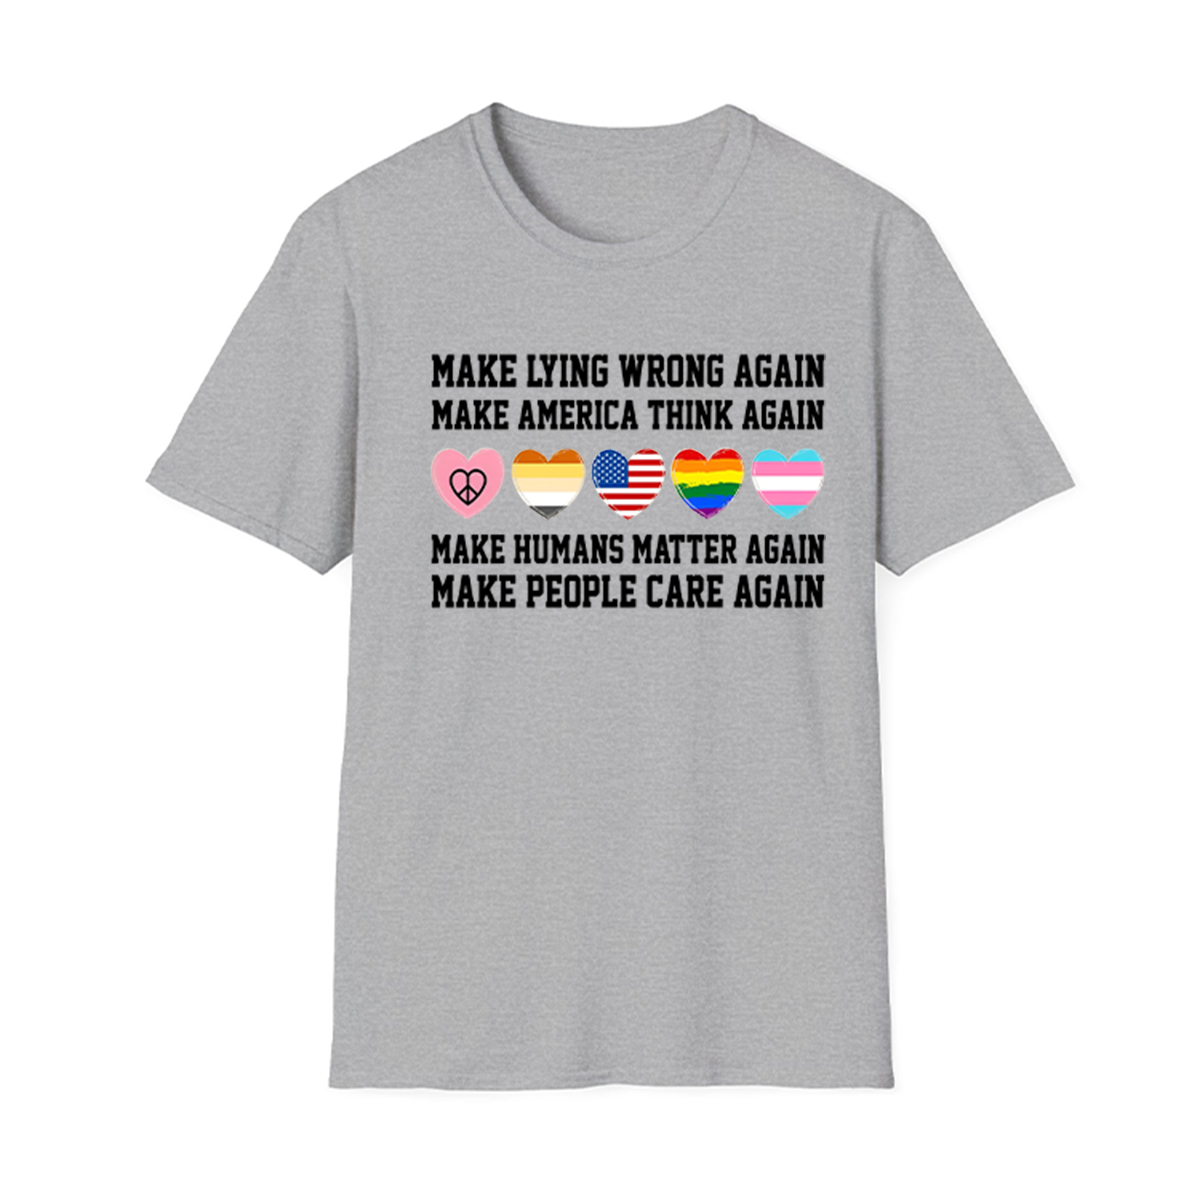 MAKE LYING WRONG AGAIN
MAKE AMERICA THINK AGAIN
MAKE HUMANS MATTER AGAIN
MAKE PEOPLE CARE AGAIN